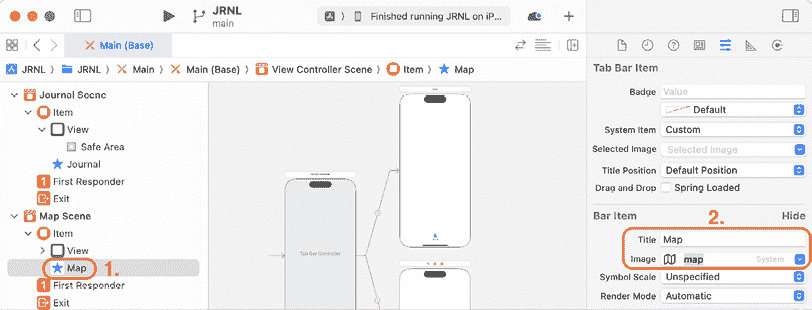 JRNL
main
Finished running JRNL on iP...
Main (Base)
JRNL
JRNL
Main
Main (Base)
View Controller Scene
Item
Map
Journal Scene
Item
View
Safe Area
Journal
First Responder
Exit
Map Scene
Item
View
Map
1.
First Responder
Exit
Tab Bar Controller
Tab Bar Item
Badge Value
Default
System Item Custom
Selected Image Selected Image
Title Position Default Position
Drag and Drop Spring Loaded
2.
Bar Item Hide
Title Map
Image map System
Symbol Scale Unspecified
Render Mode Automatic